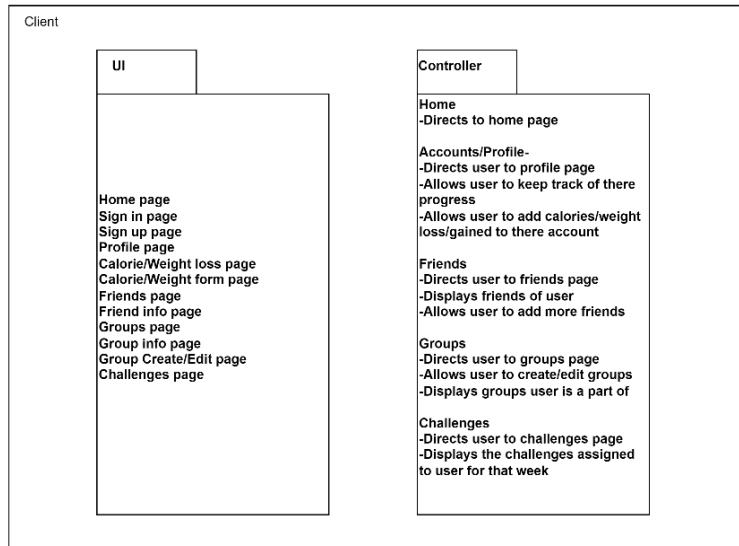 Client
UI
Home page
Sign in page
Sign up page
Profile page
Calorie/Weight loss page
Calorie/Weight form page
Friends page
Friend info page
Groups page
Group info page
Group Create/Edit page
Challenges page
Controller
Home
-Directs to home page
Accounts/Profile-
-Directs user to profile page
-Allows user to keep track of there
progress
-Allows user to add calories/weight
loss/gained to there account
Friends
-Directs user to friends page
-Displays friends of user
-Allows user to add more friends
Groups
-Directs user to groups page
-Allows user to create/edit groups
-Displays groups user is a part of
Challenges
-Directs user to challenges page
-Displays the challenges assigned
to user for that week